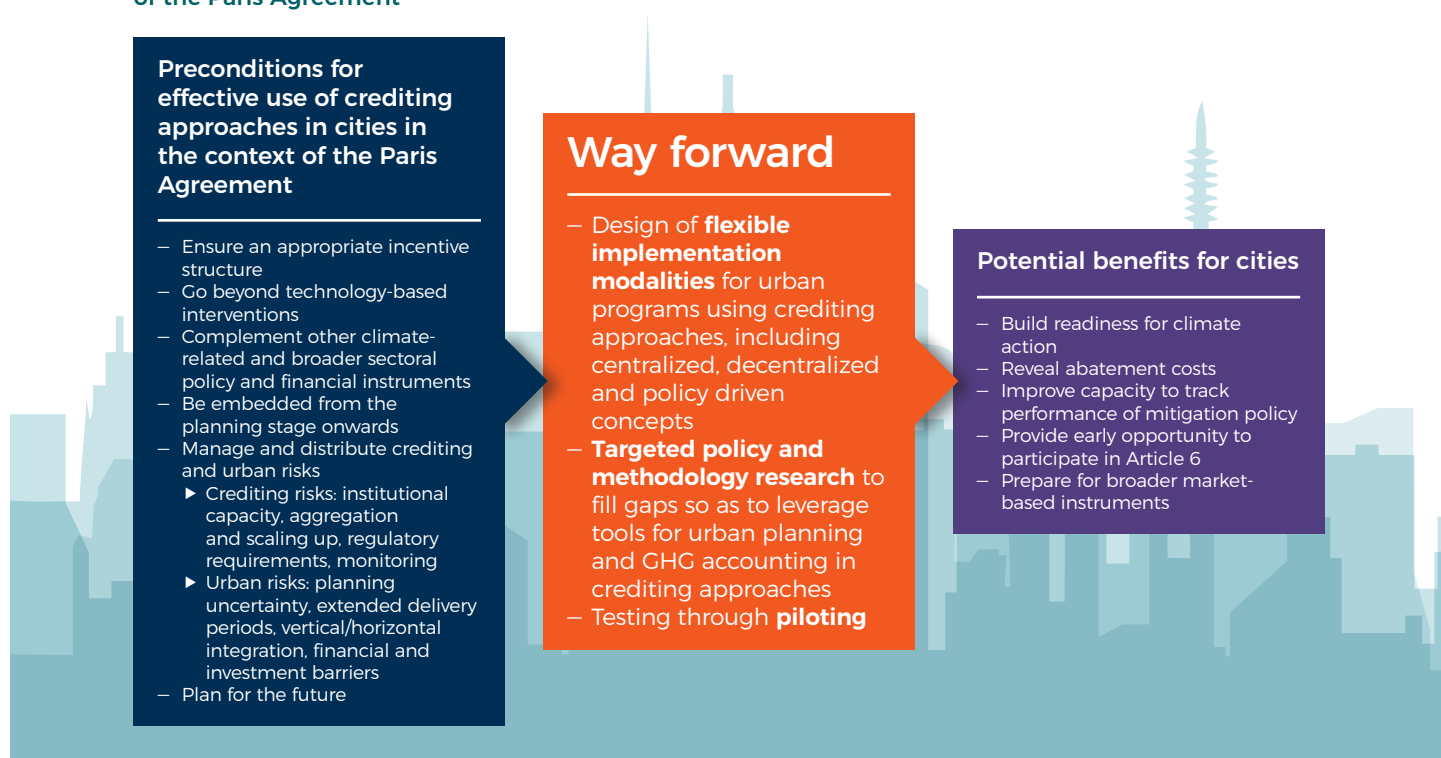 of the Paris Agreement
Preconditions for
effective use of crediting
approaches in cities in
the context of the Paris
Agreement
– Ensure an appropriate incentive
structure
– Go beyond technology-based
interventions
– Complement other climate-
related and broader sectoral
policy and financial instruments
– Be embedded from the
planning stage onwards
– Manage and distribute crediting
and urban risks
▶ Crediting risks: institutional
capacity, aggregation
and scaling up, regulatory
requirements, monitoring
▶ Urban risks: planning
uncertainty, extended delivery
periods, vertical/horizontal
integration, financial and
investment barriers
– Plan for the future
Way forward
– Design of flexible
implementation
modalities for urban
programs using crediting
approaches, including
centralized, decentralized
and policy driven
concepts
– Targeted policy and
methodology research to
fill gaps so as to leverage
tools for urban planning
and GHG accounting in
crediting approaches
– Testing through piloting
Potential benefits for cities
– Build readiness for climate
action
– Reveal abatement costs
– Improve capacity to track
performance of mitigation policy
– Provide early opportunity to
participate in Article 6
– Prepare for broader market-
based instruments